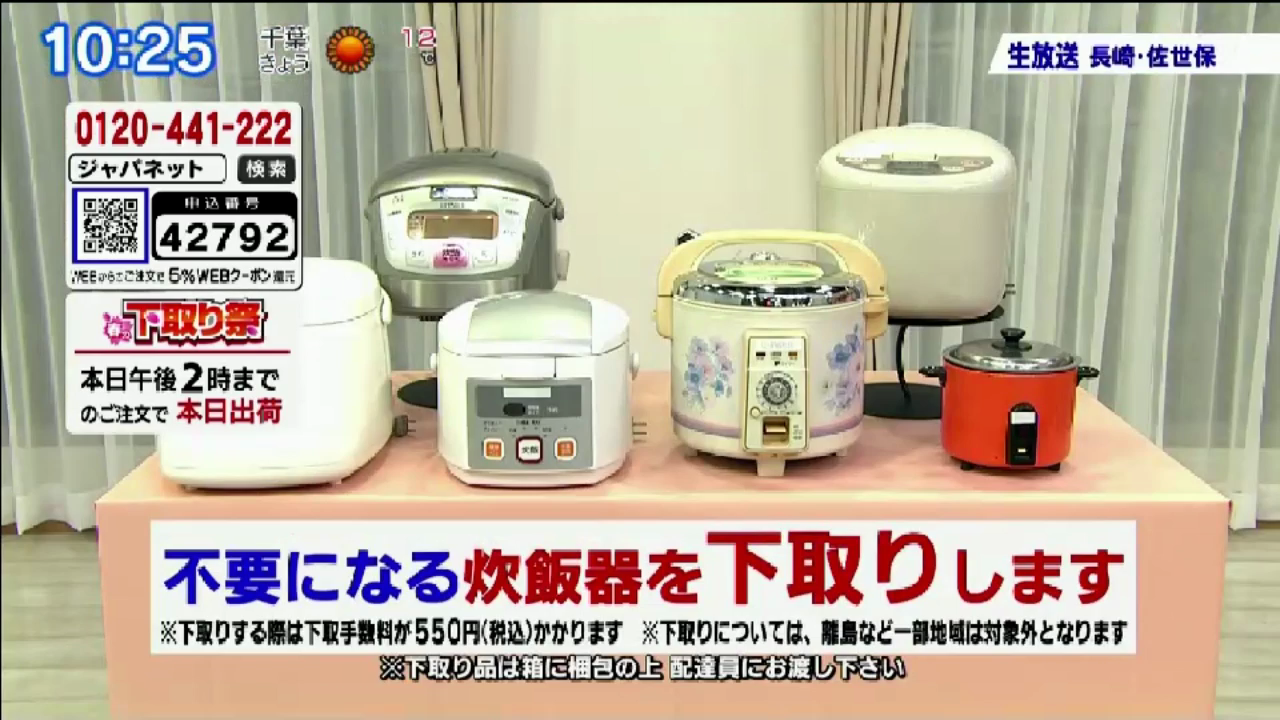 10:25
千葉
きょう
12
℃
生放送 長崎・佐世保
0120-441-222
ジャパネット 検索
申込番号
42792
WEBからのご注文で 5%WEBクーポン還元
春の下取り祭
本日午後2時まで
のご注文で 本日出荷
炊飯
不要になる炊飯器を下取りします
※下取りする際は下取手数料が550円(税込)かかります ※下取りについては、離島など一部地域は対象外となります
※下取り品は箱に梱包の上 配達員にお渡し下さい